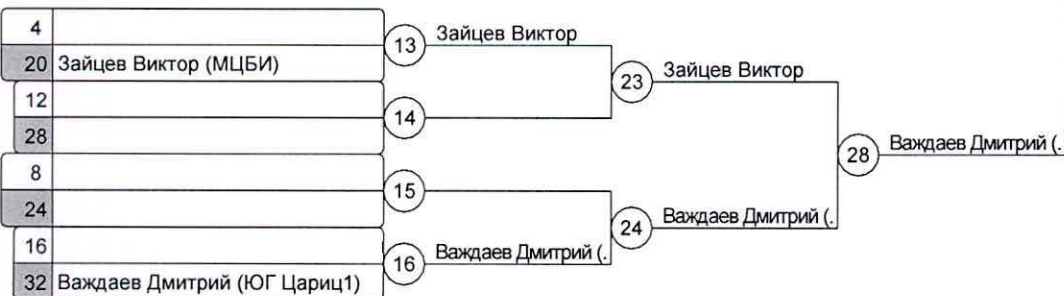 4
13 Зайцев Виктор
20 Зайцев Виктор (МЦБИ)
23 Зайцев Виктор
12
14
28
28 Важдаев Дмитрий (.
8
15
24
24 Важдаев Дмитрий (.
16
16 Важдаев Дмитрий (.
32 Важдаев Дмитрий (ЮГ Цариц1)